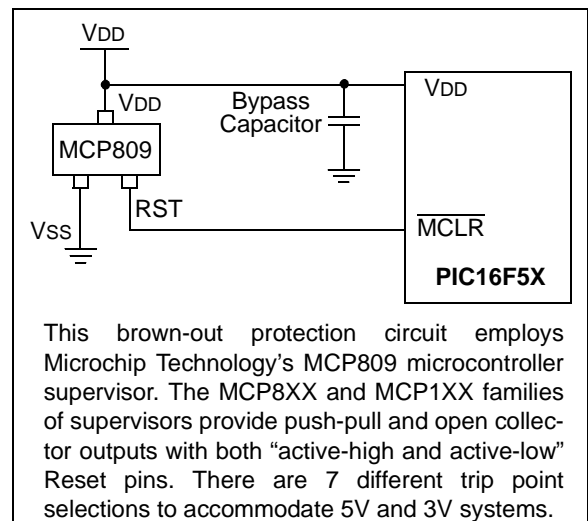 VDD
VDD
Bypass
Capacitor
VDD
MCP809
RST
VSS
MCLR
PIC16F5X
This brown-out protection circuit employs
Microchip Technology's MCP809 microcontroller
supervisor. The MCP8XX and MCP1XX families
of supervisors provide push-pull and open collec-
tor outputs with both “active-high and active-low”
Reset pins. There are 7 different trip point
selections to accommodate 5V and 3V systems.